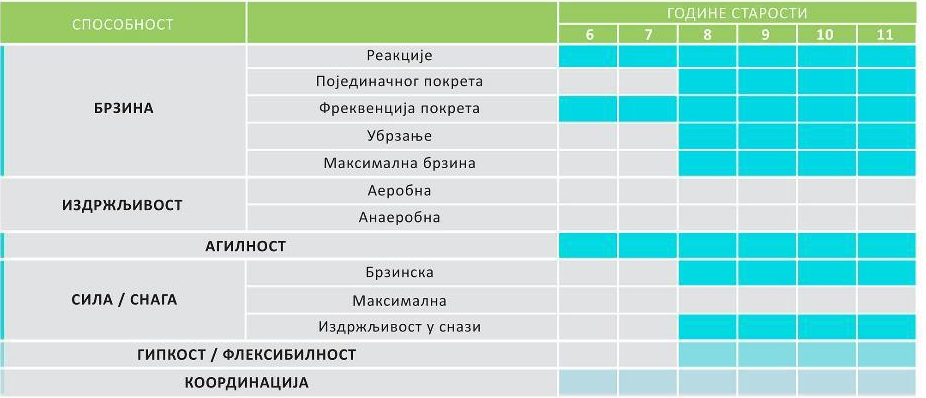 СПОСОБНОСТ
ГОДИНЕ СТАРОСТИ
6 7 8 9 10 11
БРЗИНА
Реакције
Појединачног покрета
Фреквенција покрета
Убрзање
Максимална брзина
ИЗДРЖЉИВОСТ
Аеробна
Анаеробна
АГИЛНОСТ
СИЛА / СНАГА
Брзинска
Максимална
Издржљивост у снази
ГИПКОСТ / ФЛЕКСИБИЛНОСТ
КООРДИНАЦИЈА